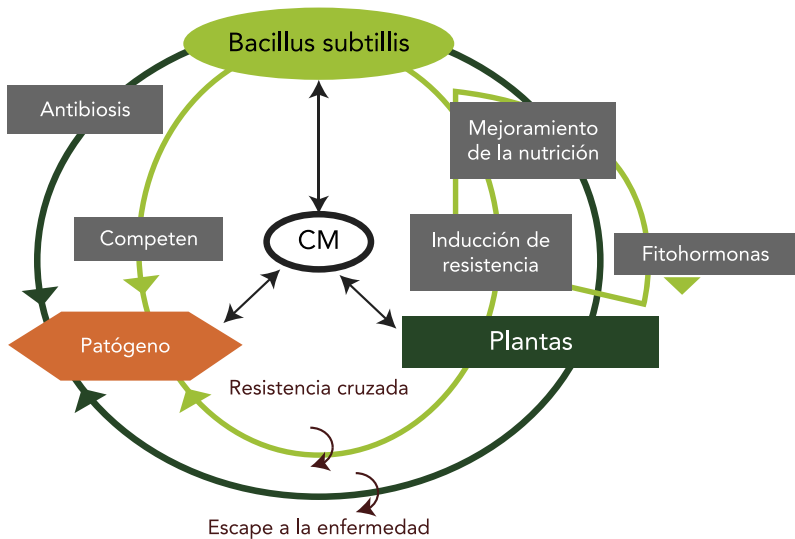 Bacillus subtillis
Antibiosis
Mejoramiento
de la nutrición
Competen
CM
Inducción de
resistencia
Fitohormonas
Patógeno
Plantas
Resistencia cruzada
Escape a la enfermedad